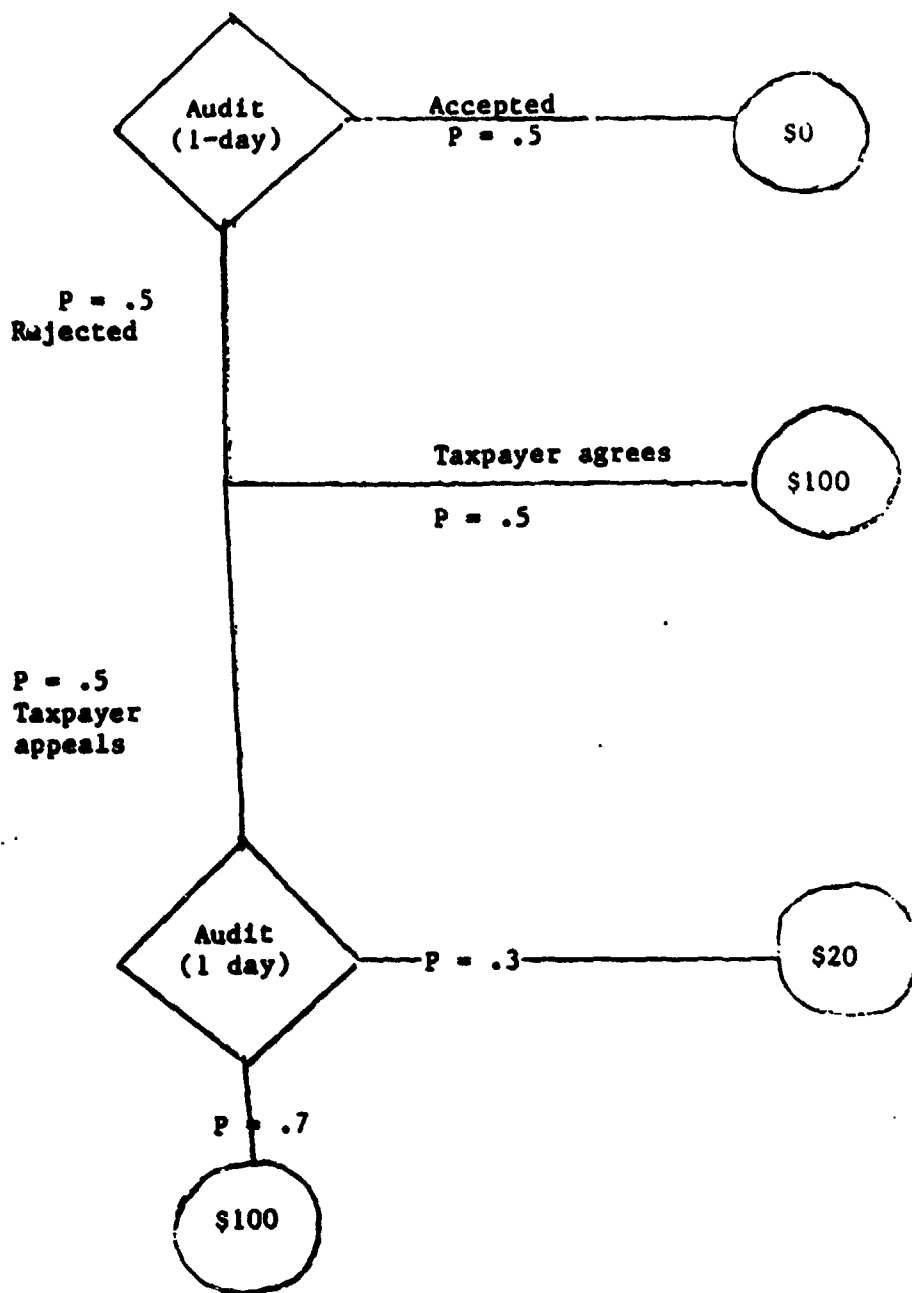 Audit
(1-day)
Accepted
P = .5
$0
P = .5
Rejected
Taxpayer agrees
P = .5
$100
P = .5
Taxpayer
appeals
Audit
(1 day)
P = .3
$20
P = .7
$100